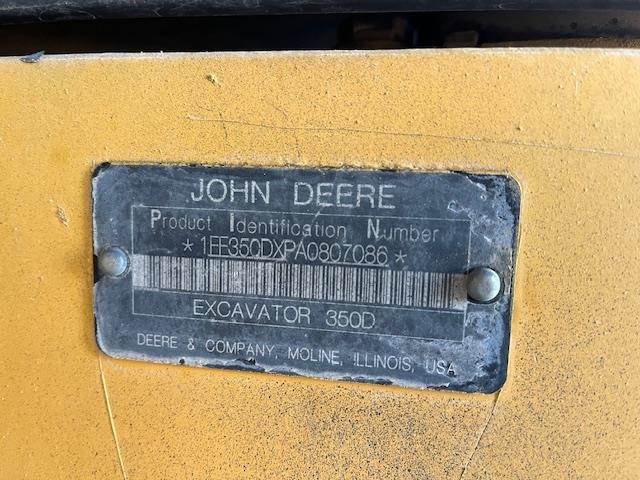 JOHN DEERE
Product Identification Number
*1FF350DXPA0807086*
EXCAVATOR 350D
DEERE & COMPANY, MOLINE, ILLINOIS, USA